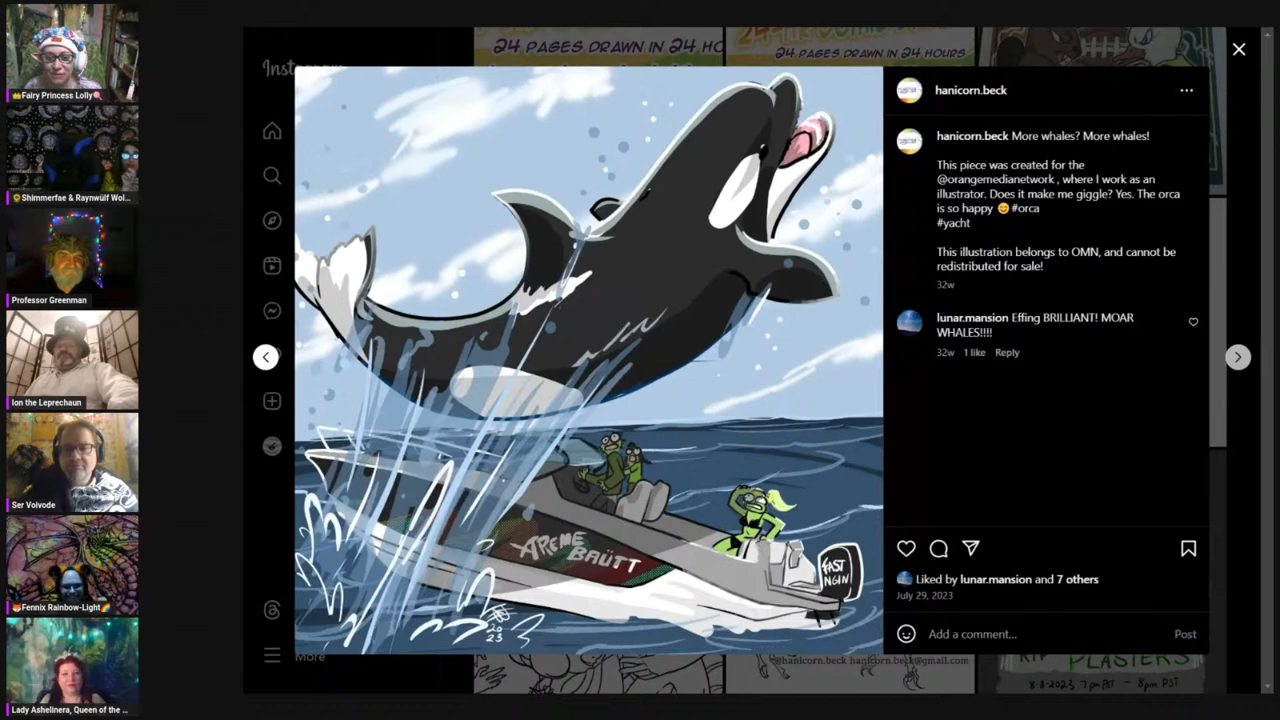 👑Fairy Princess Lolly🍭
🌻Shimmerfae & Raynwülf Wol...
Professor Greenman
Ion the Leprechaun
Ser Voivode
🦊Fennix Rainbow-Light🌈
Lady Ashelinera, Queen of the ...
24 PAGES DRAWN IN 24 HO
24 PAGES DRAWN IN 24 HOURS
XTREME
BAÜTT
FAST
NGIN
20
23
More
hanicorn.beck
hanicorn.beck More whales? More whales!
This piece was created for the
@orangemedianetwork , where I work as an
illustrator. Does it make me giggle? Yes. The orca
is so happy 😊 #orca
#yacht
This illustration belongs to OMN, and cannot be
redistributed for sale!
32w
lunar.mansion Effing BRILLIANT! MOAR
WHALES!!!!
32w 1 like Reply
Liked by lunar.mansion and 7 others
July 29, 2023
Add a comment...
Post
@hanicorn.beck hanicorn.beck@gmail.com
PLASTERS
8-8-2023 7pm PST - 8pm PST